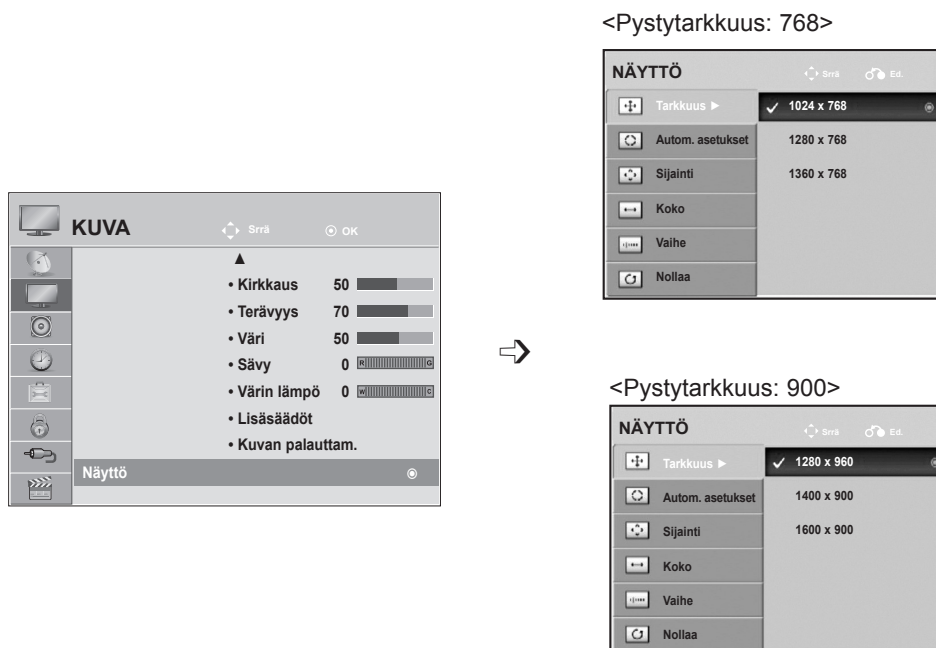 KUVA
Srrä
OK
▲
• Kirkkaus 50
• Terävyys 70
• Väri 50
• Sävy 0 R G
• Värin lämpö 0 W C
• Lisäsäädöt
• Kuvan palauttam.
Näyttö
<Pystytarkkuus: 768>
NÄYTTÖ
Srrä
Ed.
Tarkkuus ►
✓ 1024 x 768
Autom. asetukset
1280 x 768
Sijainti
1360 x 768
Koko
Vaihe
Nollaa
<Pystytarkkuus: 900>
NÄYTTÖ
Srrä
Ed.
Tarkkuus ►
✓ 1280 x 960
Autom. asetukset
1400 x 900
Sijainti
1600 x 900
Koko
Vaihe
Nollaa